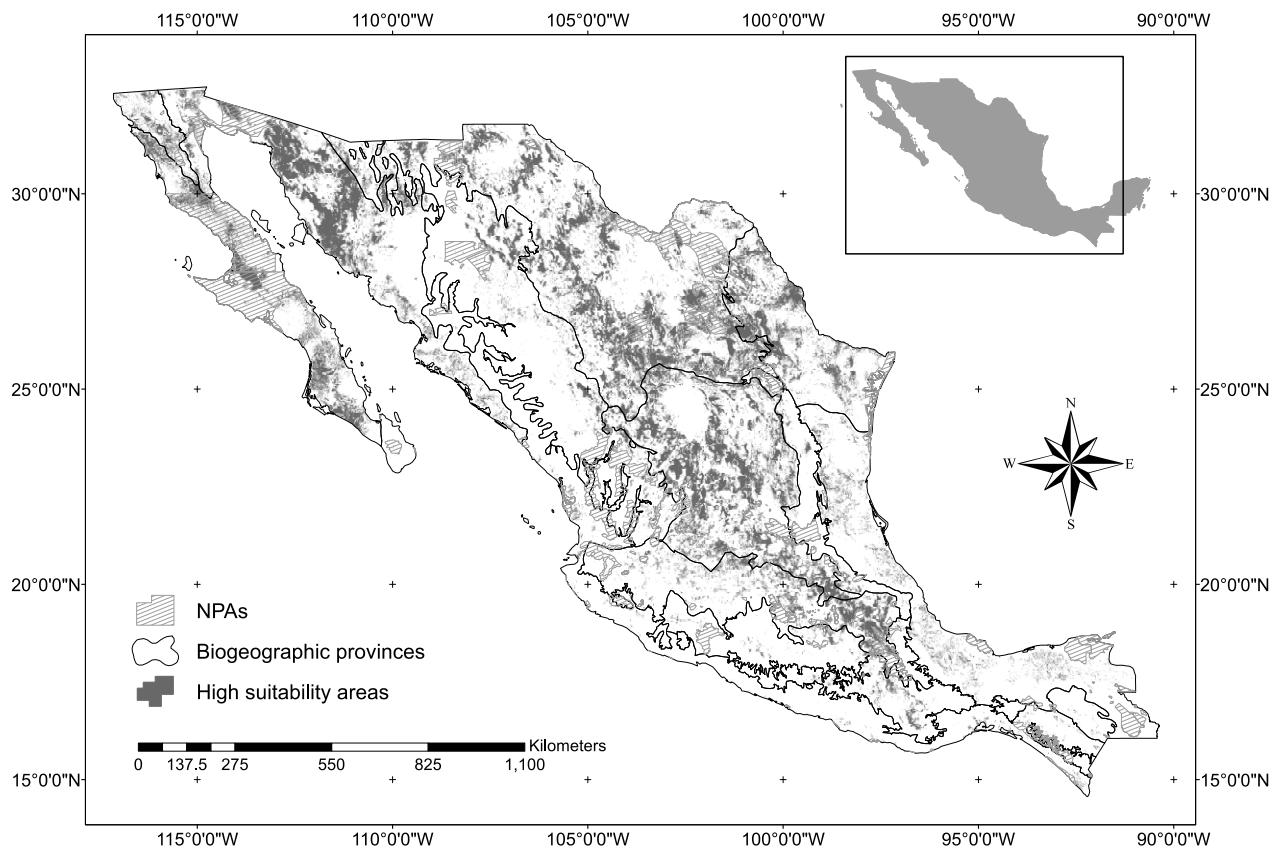 115°0'0"W 110°0'0"W 105°0'0"W 100°0'0"W 95°0'0"W 90°0'0"W
30°0'0"N 30°0'0"N
25°0'0"N 25°0'0"N
N
W E
S
20°0'0"N 20°0'0"N
NPAs
Biogeographic provinces
High suitability areas
Kilometers
0 137.5 275 550 825 1,100
15°0'0"N 15°0'0"N
115°0'0"W 110°0'0"W 105°0'0"W 100°0'0"W 95°0'0"W 90°0'0"W